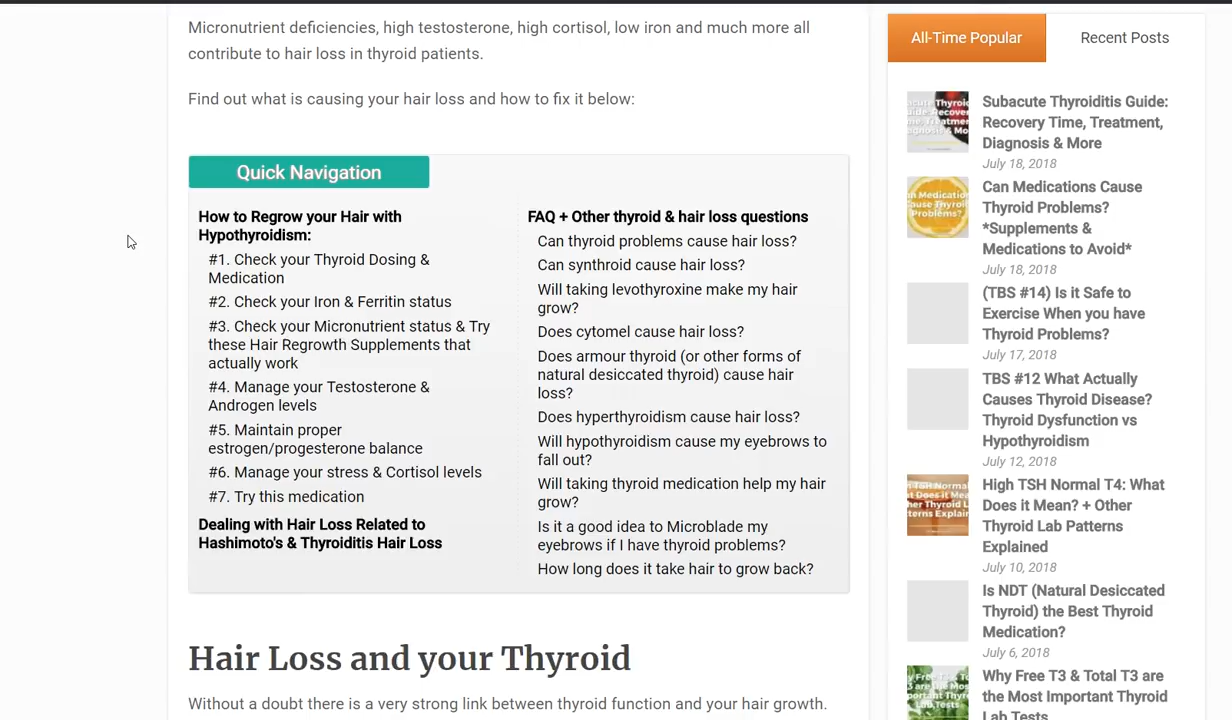 Micronutrient deficiencies, high testosterone, high cortisol, low iron and much more all
contribute to hair loss in thyroid patients.
Find out what is causing your hair loss and how to fix it below:
Quick Navigation
How to Regrow your Hair with
Hypothyroidism:
#1. Check your Thyroid Dosing &
Medication
#2. Check your Iron & Ferritin status
#3. Check your Micronutrient status & Try
these Hair Regrowth Supplements that
actually work
#4. Manage your Testosterone &
Androgen levels
#5. Maintain proper
estrogen/progesterone balance
#6. Manage your stress & Cortisol levels
#7. Try this medication
Dealing with Hair Loss Related to
Hashimoto's & Thyroiditis Hair Loss
FAQ + Other thyroid & hair loss questions
Can thyroid problems cause hair loss?
Can synthroid cause hair loss?
Will taking levothyroxine make my hair
grow?
Does cytomel cause hair loss?
Does armour thyroid (or other forms of
natural desiccated thyroid) cause hair
loss?
Does hyperthyroidism cause hair loss?
Will hypothyroidism cause my eyebrows to
fall out?
Will taking thyroid medication help my hair
grow?
Is it a good idea to Microblade my
eyebrows if I have thyroid problems?
How long does it take hair to grow back?
Hair Loss and your Thyroid
Without a doubt there is a very strong link between thyroid function and your hair growth.
All-Time Popular
Recent Posts
Subacute Thyroiditis Guide:
Recovery Time, Treatment,
Diagnosis & More
July 18, 2018
Can Medications Cause
Thyroid Problems?
*Supplements &
Medications to Avoid*
July 18, 2018
(TBS #14) Is it Safe to
Exercise When you have
Thyroid Problems?
July 17, 2018
TBS #12 What Actually
Causes Thyroid Disease?
Thyroid Dysfunction vs
Hypothyroidism
July 12, 2018
High TSH Normal T4: What
Does it Mean? + Other
Thyroid Lab Patterns
Explained
July 10, 2018
Is NDT (Natural Desiccated
Thyroid) the Best Thyroid
Medication?
July 6, 2018
Why Free T3 & Total T3 are
the Most Important Thyroid
Lab Tests